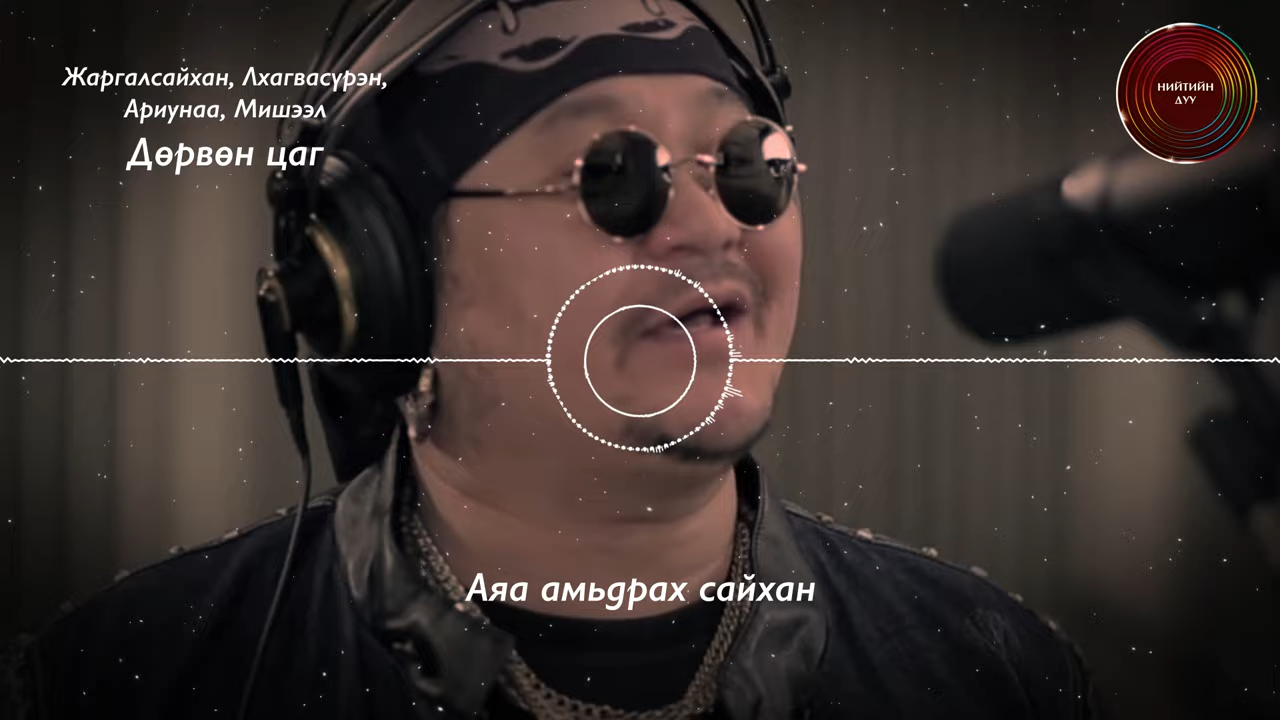 Жаргалсайхан, Лхагвасүрэн,
Ариунаа, Мишээл
Дөрвөн цаг
НИЙТИЙН
ДУУ
Аяа амьдрах сайхан